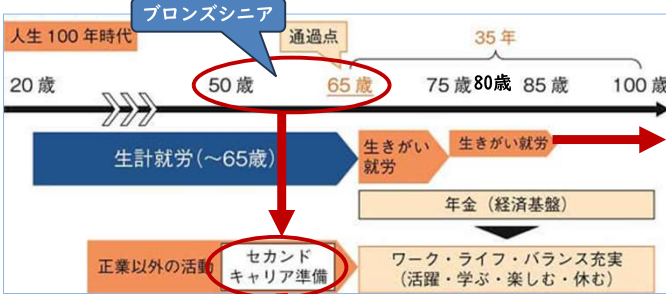 ブロンズシニア
人生100年時代
通過点
35年
20歳
50歳
65歳
75歳
80歳
85歳
100歳
生計就労(～65歳)
生きがい
就労
生きがい就労
年金(経済基盤)
正業以外の活動
セカンド
キャリア準備
ワーク・ライフ・バランス充実
(活躍・学ぶ・楽しむ・休む)